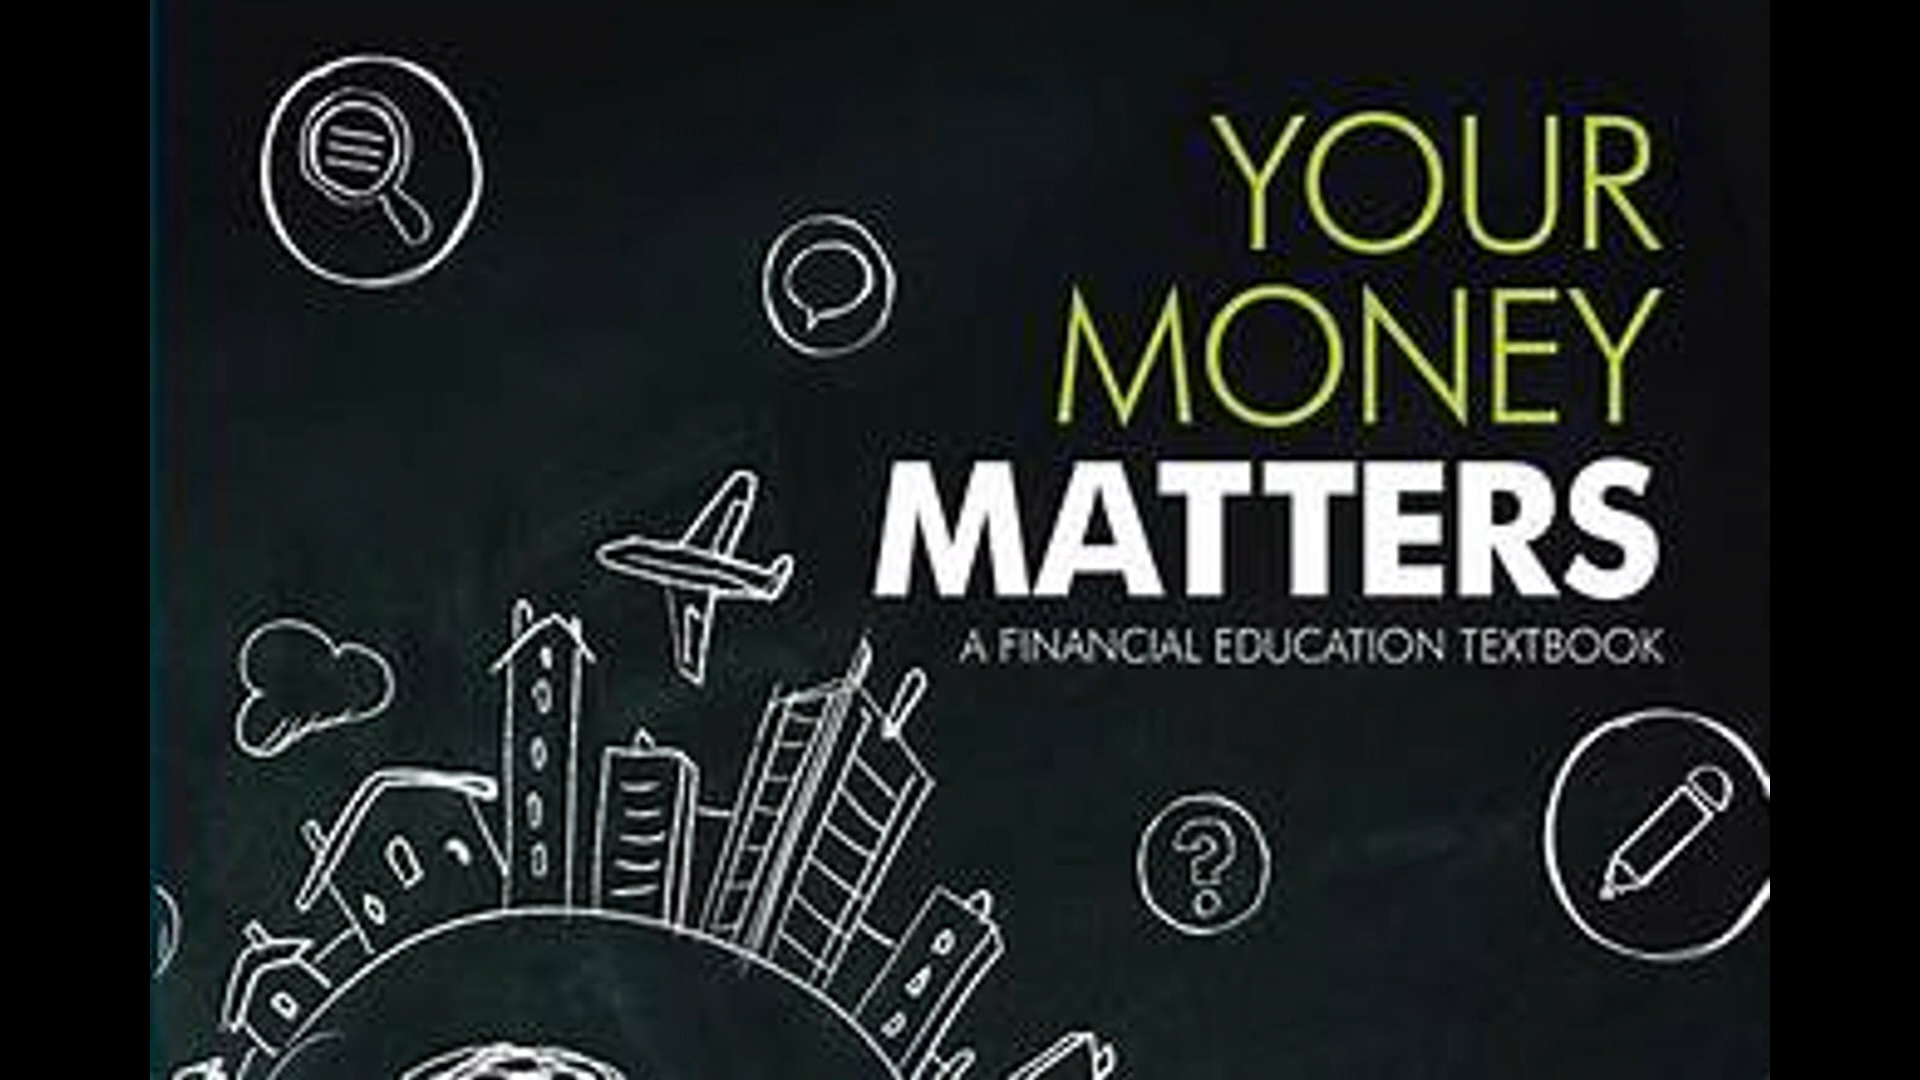 YOUR
MONEY
MATTERS
A FINANCIAL EDUCATION TEXTBOOK
?